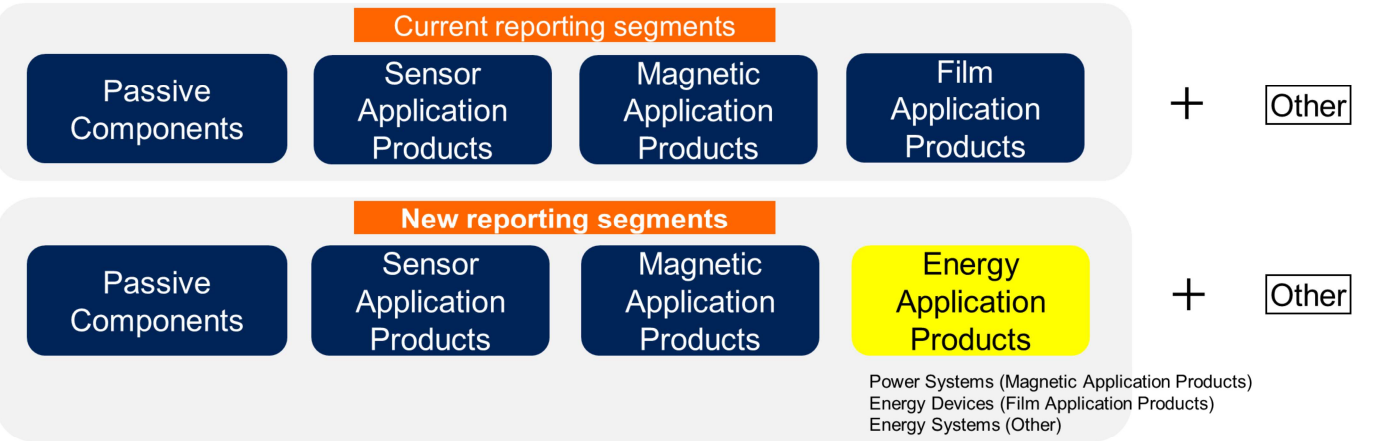 Current reporting segments
Passive
Components
Sensor
Application
Products
Magnetic
Application
Products
Film
Application
Products
+
Other
New reporting segments
Passive
Components
Sensor
Application
Products
Magnetic
Application
Products
Energy
Application
Products
+
Other
Power Systems (Magnetic Application Products)
Energy Devices (Film Application Products)
Energy Systems (Other)